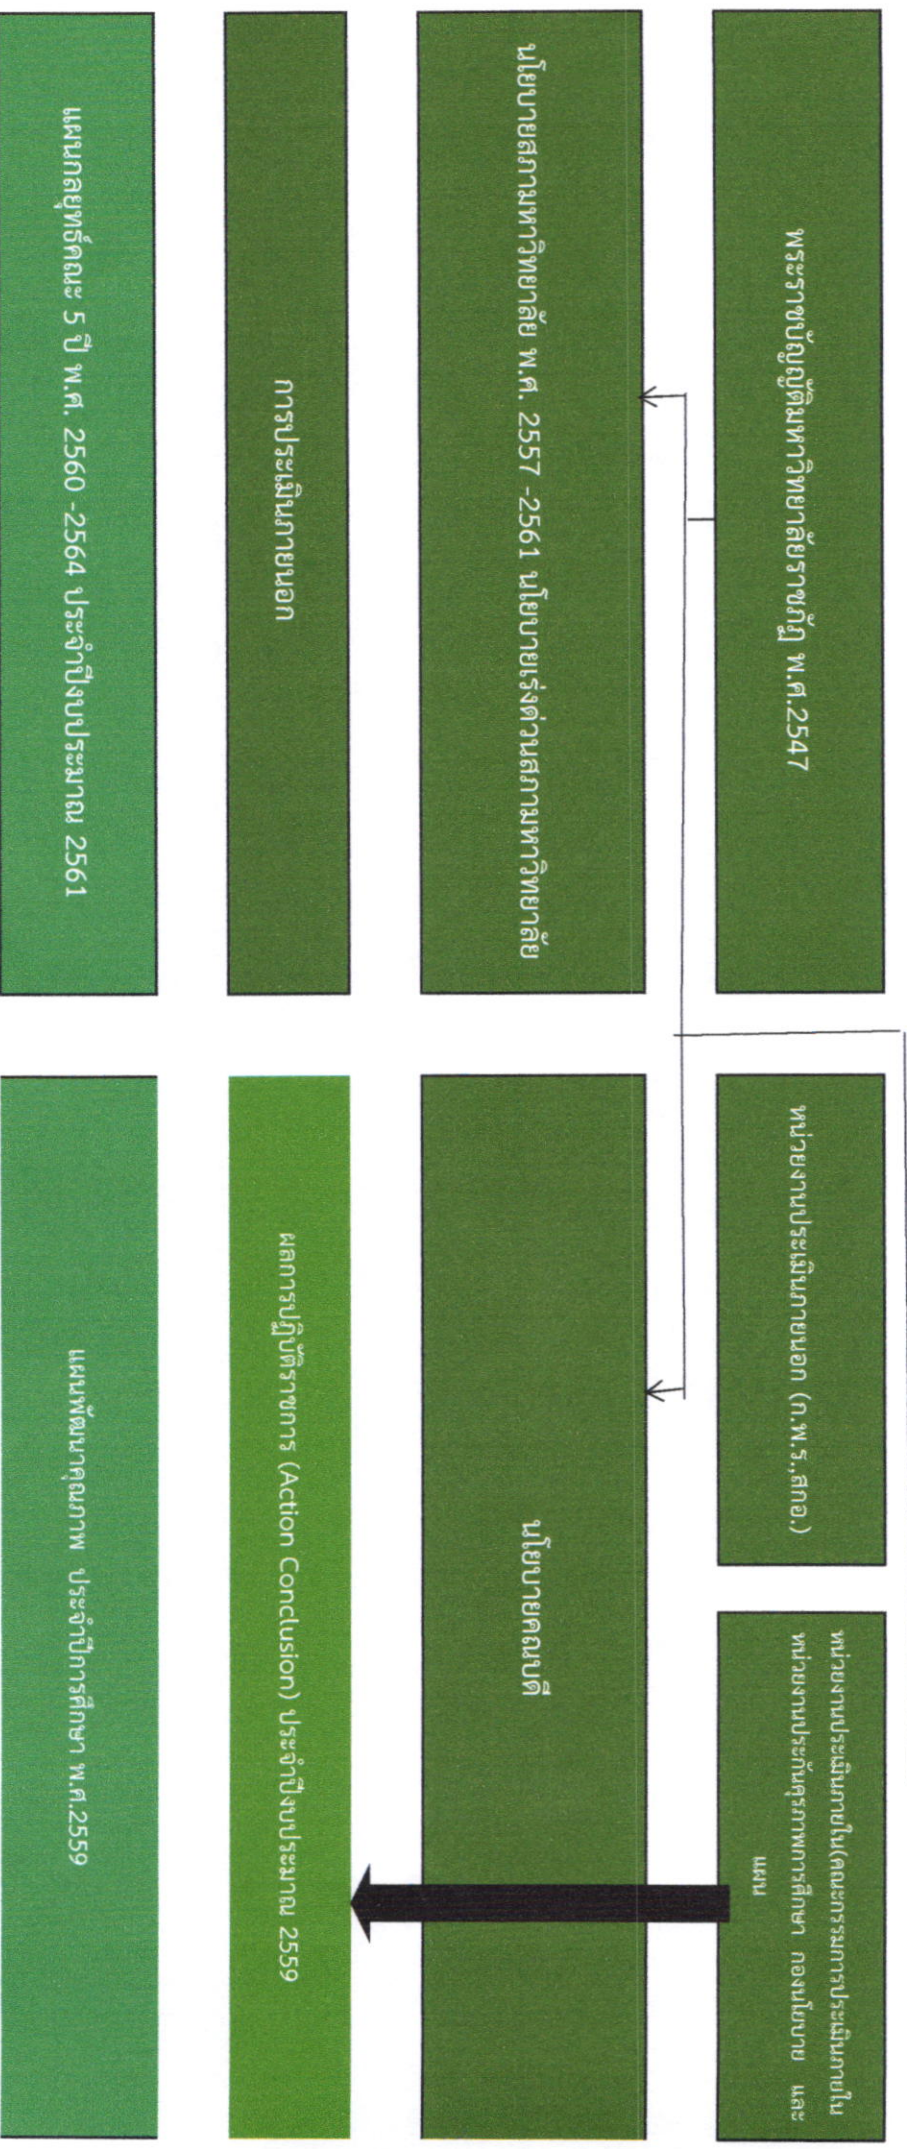 พระราชบัญญัติมหาวิทยาลัยราชภัฏ พ.ศ.2547
หน่วยงานประเมินภายนอก (ก.พ.ร.,สกอ.)
หน่วยงานประเมินภายใน(คณะกรรมการประเมินภายใน
หน่วยงานประกันคุรภาพการศึกษา กองนโยบาย และ
แผน
นโยบายสภามหาวิทยาลัย พ.ศ. 2557 -2561 นโยบายเร่งด่วนสภามหาวิทยาลัย
นโยบายคณบดี
การประเมินภายนอก
ผลการปฏิบัติราชการ (Action Conclusion) ประจำปีงบประมาณ 2559
แผนกลยุทธ์คณะ 5 ปี พ.ศ. 2560 -2564 ประจำปีงบประมาณ 2561
แผนพัฒนาคุณภาพ ประจำปีการศึกษา พ.ศ.2559